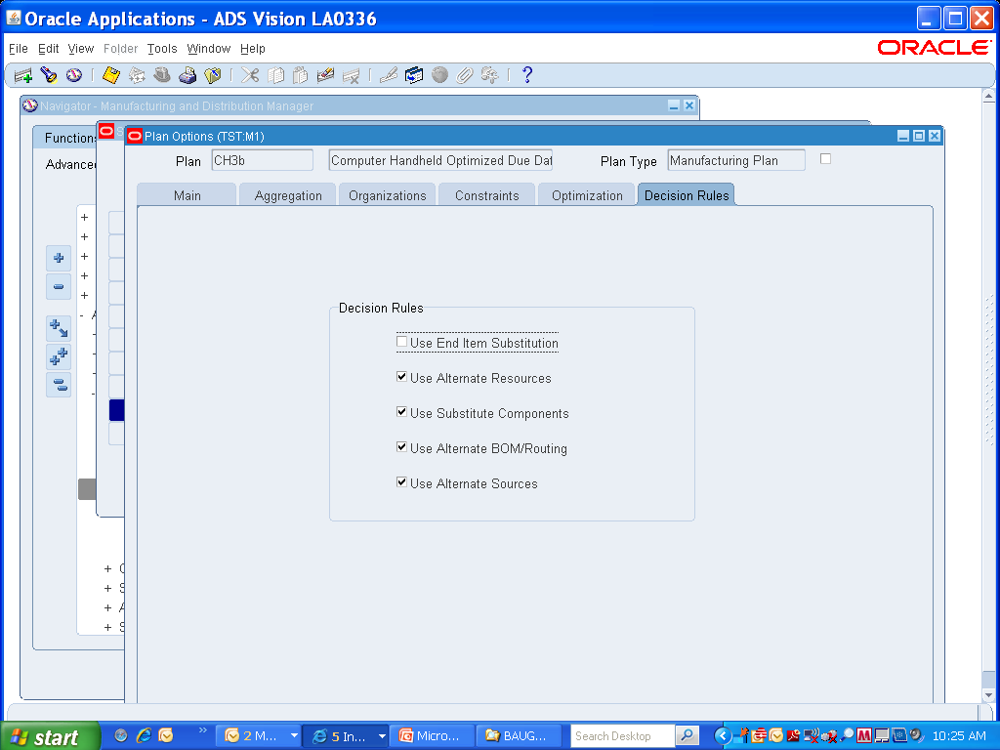 Oracle Applications - ADS Vision LA0336
File Edit View Folder Tools Window Help
ORACLE
Navigator - Manufacturing and Distribution Manager
Functions
Plan Options (TST:M1)
Plan CH3b Computer Handheld Optimized Due Dat Plan Type Manufacturing Plan
Main Aggregation Organizations Constraints Optimization Decision Rules
Decision Rules
Use End Item Substitution
Use Alternate Resources
Use Substitute Components
Use Alternate BOM/Routing
Use Alternate Sources
start 2 M... 5 In... Micro... BAUG... Search Desktop 10:25 AM